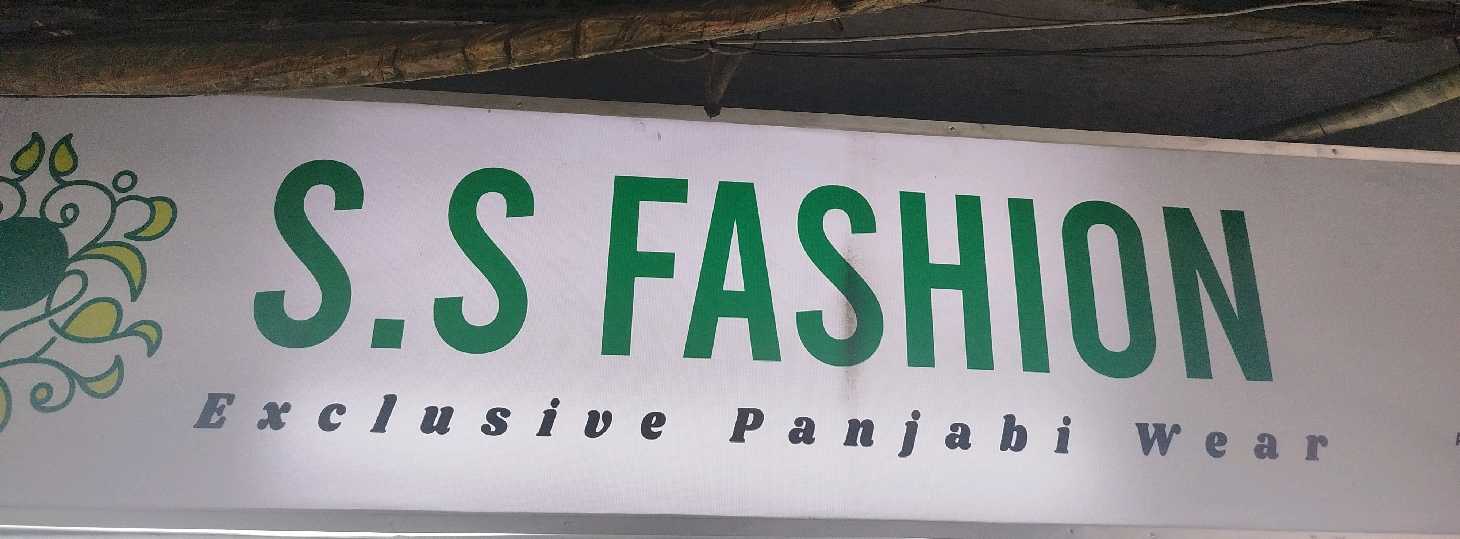 S.S FASHION
Exclusive Panjabi Wear